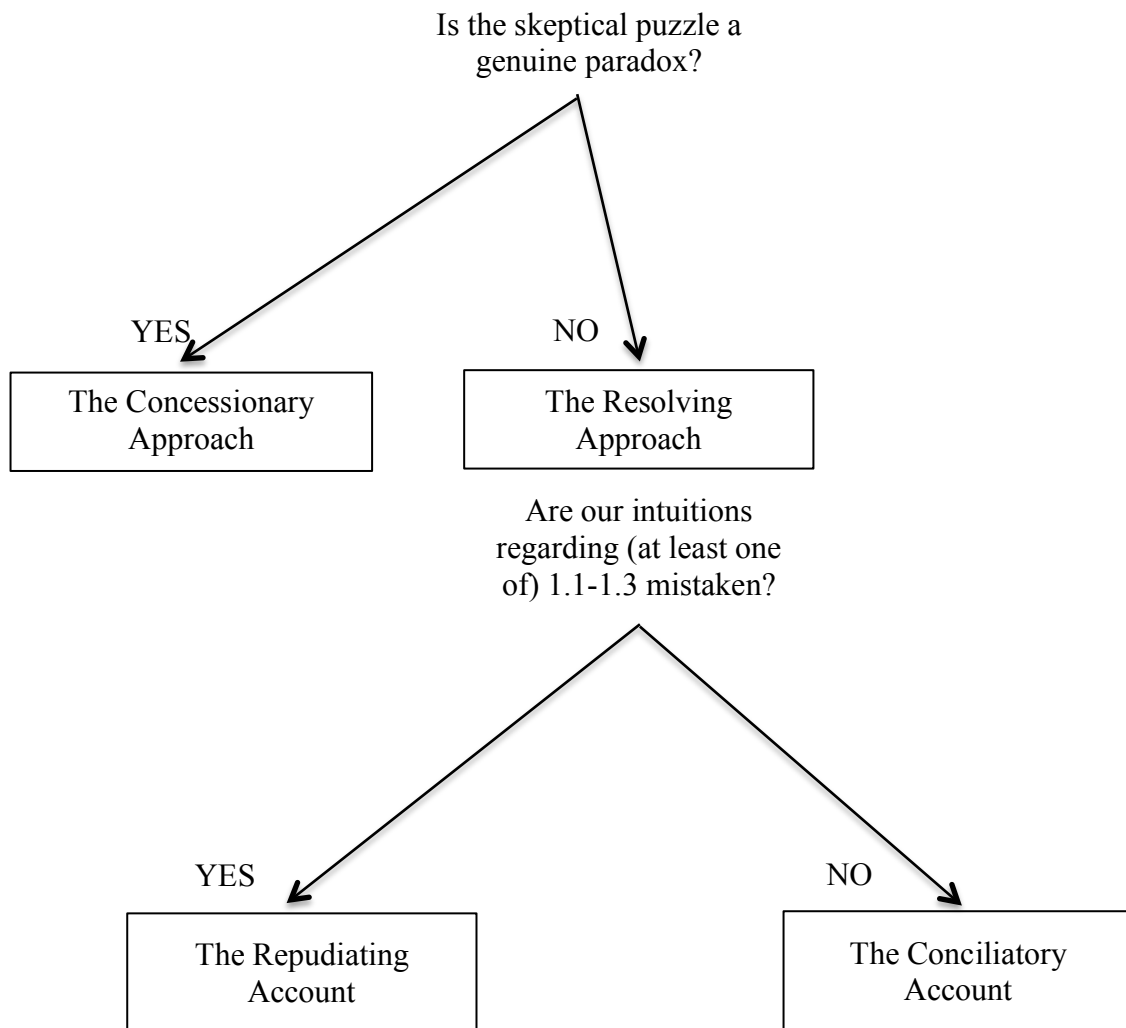 Is the skeptical puzzle a
genuine paradox?
YES
NO
The Concessionary
Approach
The Resolving
Approach
Are our intuitions
regarding (at least one
of) 1.1-1.3 mistaken?
YES
NO
The Repudiating
Account
The Conciliatory
Account